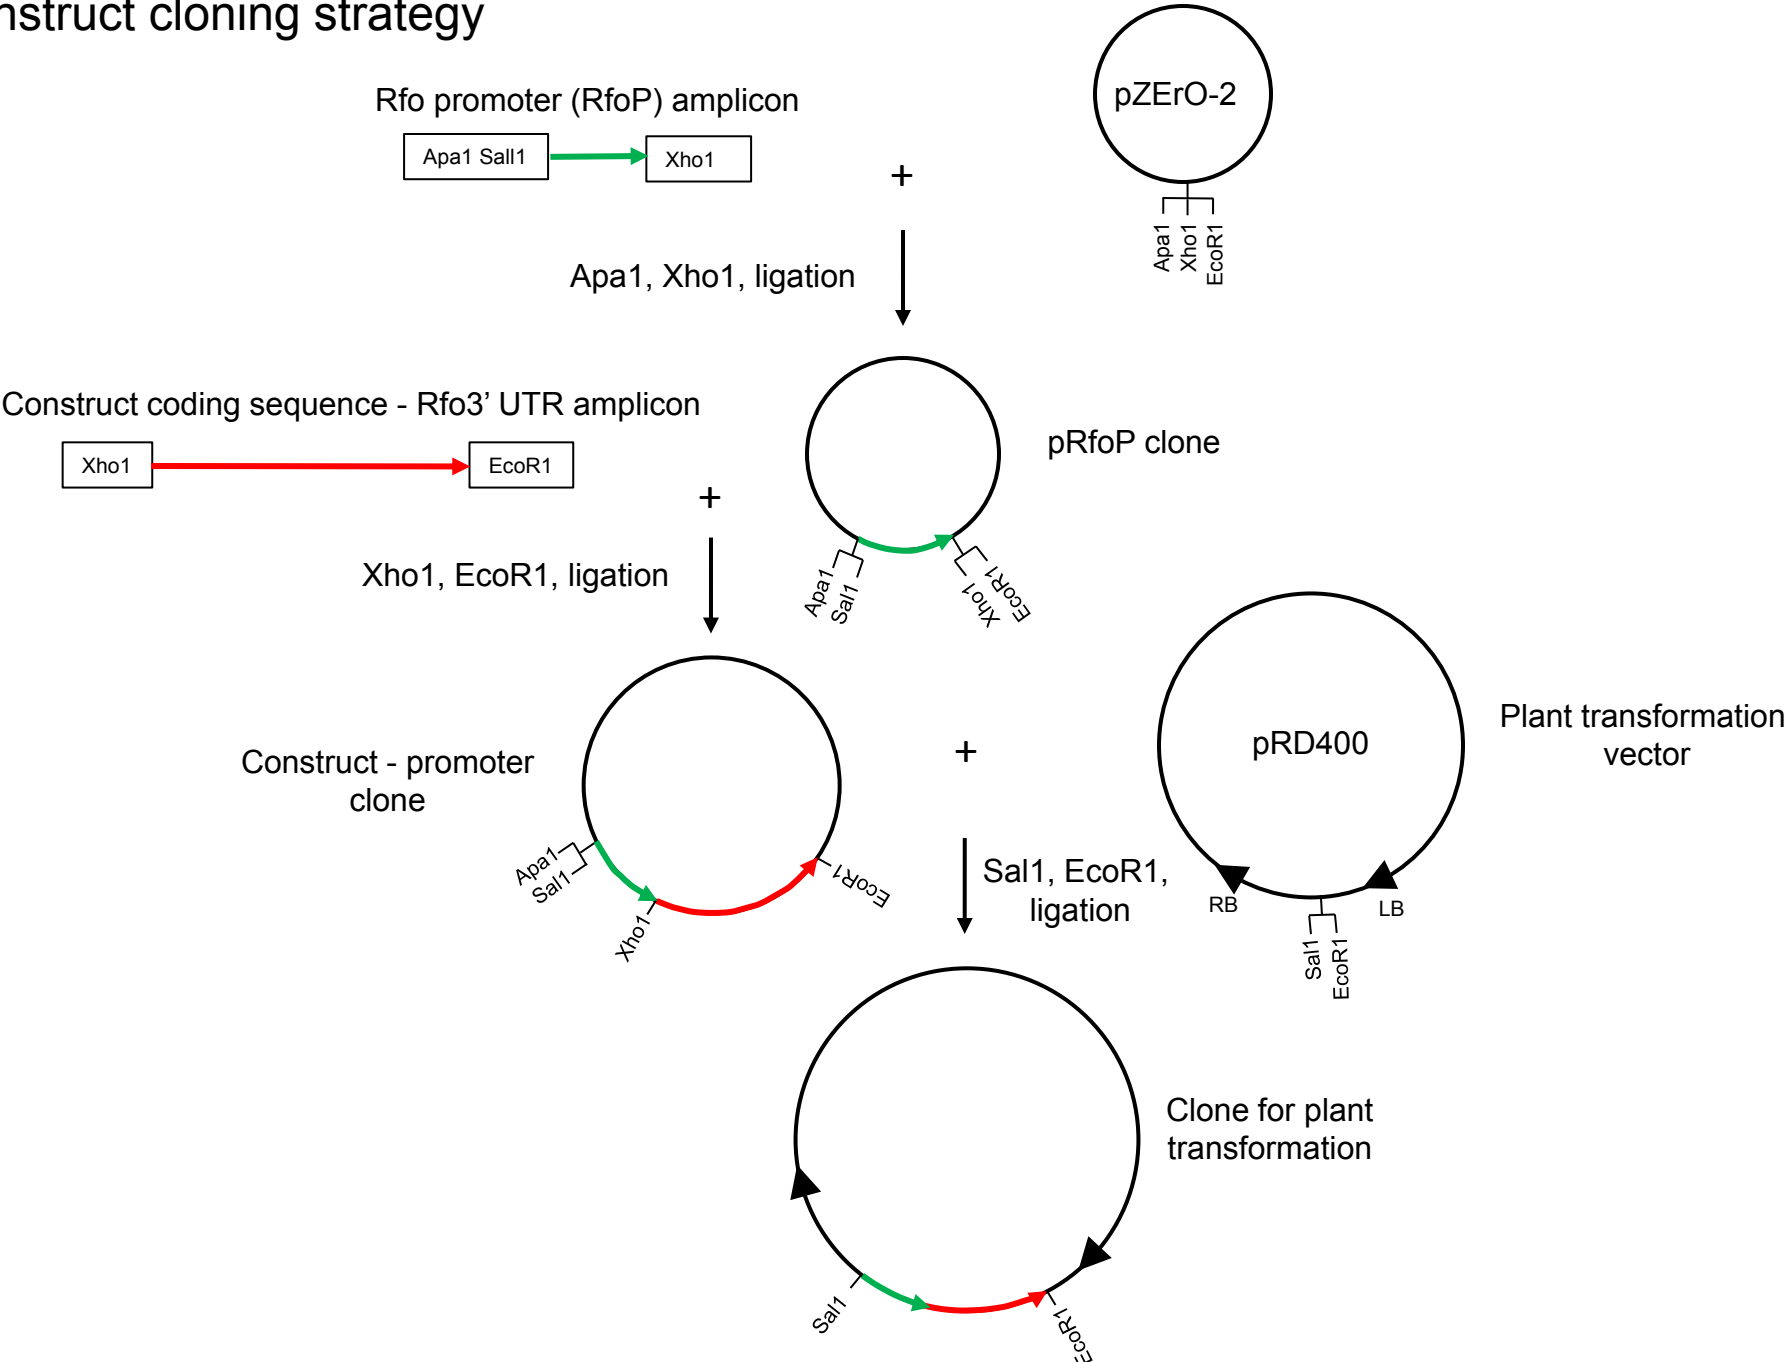 nstruct cloning strategy
Rfo promoter (RfoP) amplicon
Apa1 Sall1
Xho1
pZErO-2
+
Apa1
Xho1
EcoR1
Apa1, Xho1, ligation
Construct coding sequence - Rfo3' UTR amplicon
Xho1
EcoR1
+
pRfoP clone
Xho1, EcoR1, ligation
Apa1
Sal1
Xho1
EcoR1
Construct - promoter
clone
+
pRD400
Plant transformation
vector
Apa1
Sal1
Xho1
EcoR1
Sal1, EcoR1,
ligation
RB
LB
Sal1
EcoR1
Clone for plant
transformation
Sal1
EcoR1